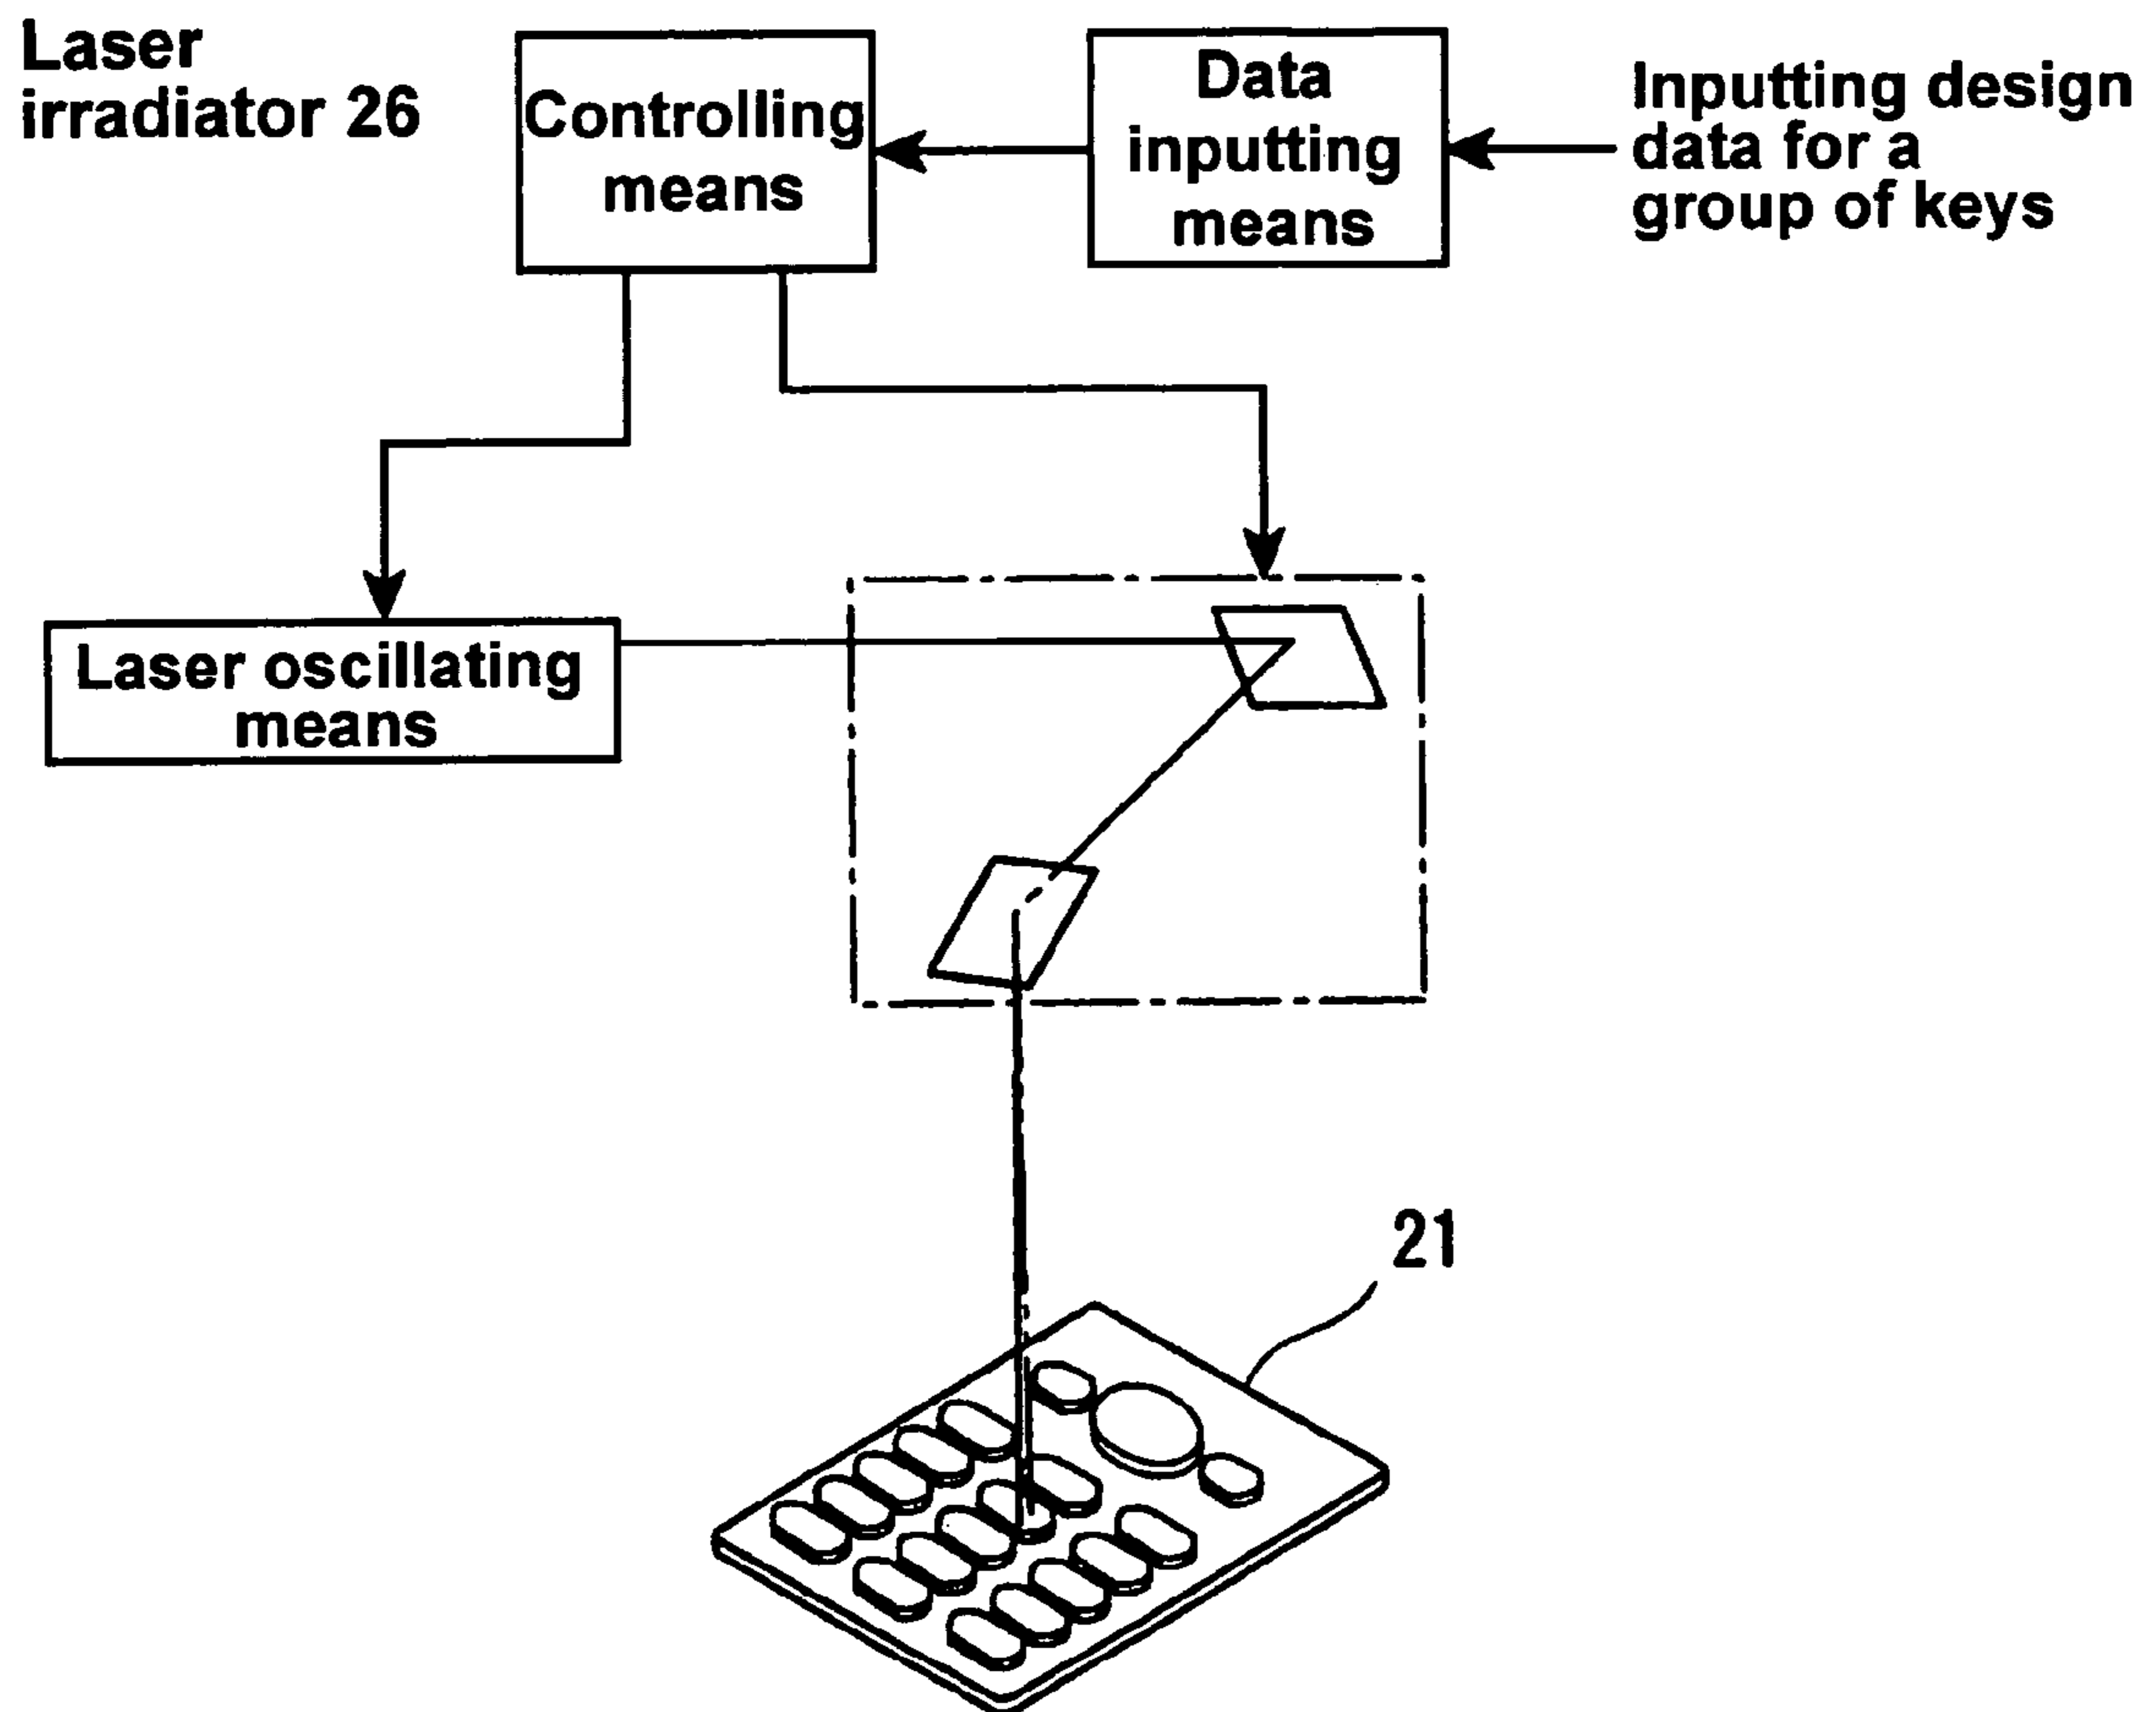 Laser
irradiator 26
Controlling
means
Data
inputting
means
Inputting design
data for a
group of keys
Laser oscillating
means
21